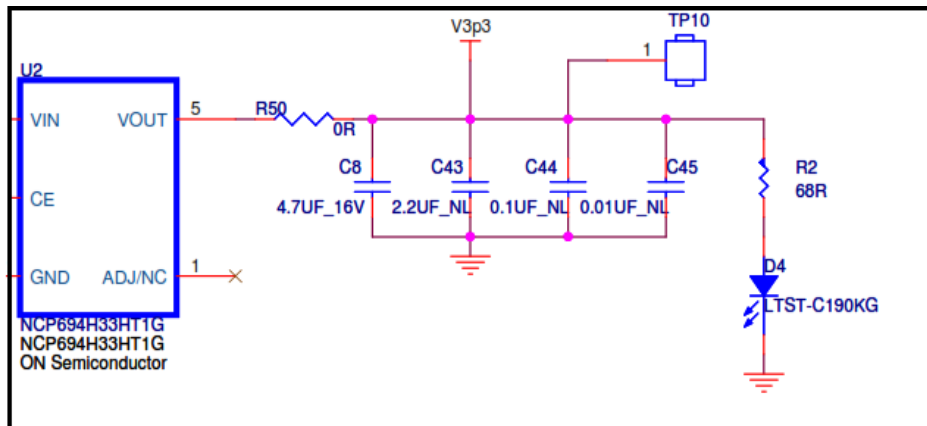 V3p3
TP10
1
U2
VIN
VOUT
5
R50
0R
CE
C8
C43
C44
C45
R2
68R
4.7UF_16V
2.2UF_NL
0.1UF_NL
0.01UF_NL
GND
ADJ/NC
1
D4
LTST-C190KG
NCP694H33HT1G
NCP694H33HT1G
ON Semiconductor